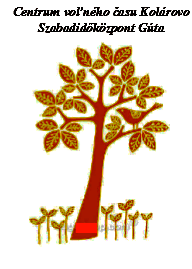 Centrum voľného času Kolárovo
Szabadidőközpont Gúta